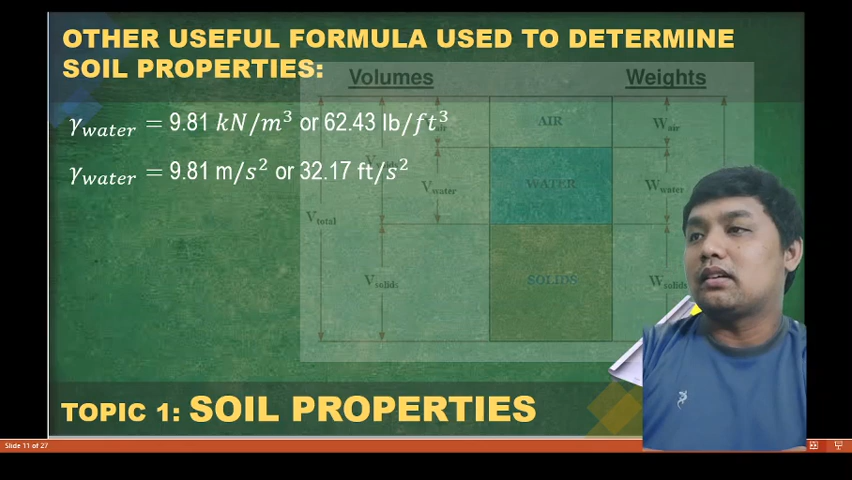 OTHER USEFUL FORMULA USED TO DETERMINE
SOIL PROPERTIES:
Volumes
Weights
γwater = 9.81 kN/m³ or 62.43 lb/ft³
AIR
Wair
γwater = 9.81 m/s² or 32.17 ft/s²
Vwater
WATER
Wwater
Vtotal
Vsolids
SOLIDS
Wsolids
TOPIC 1: SOIL PROPERTIES
Slide 11 of 27